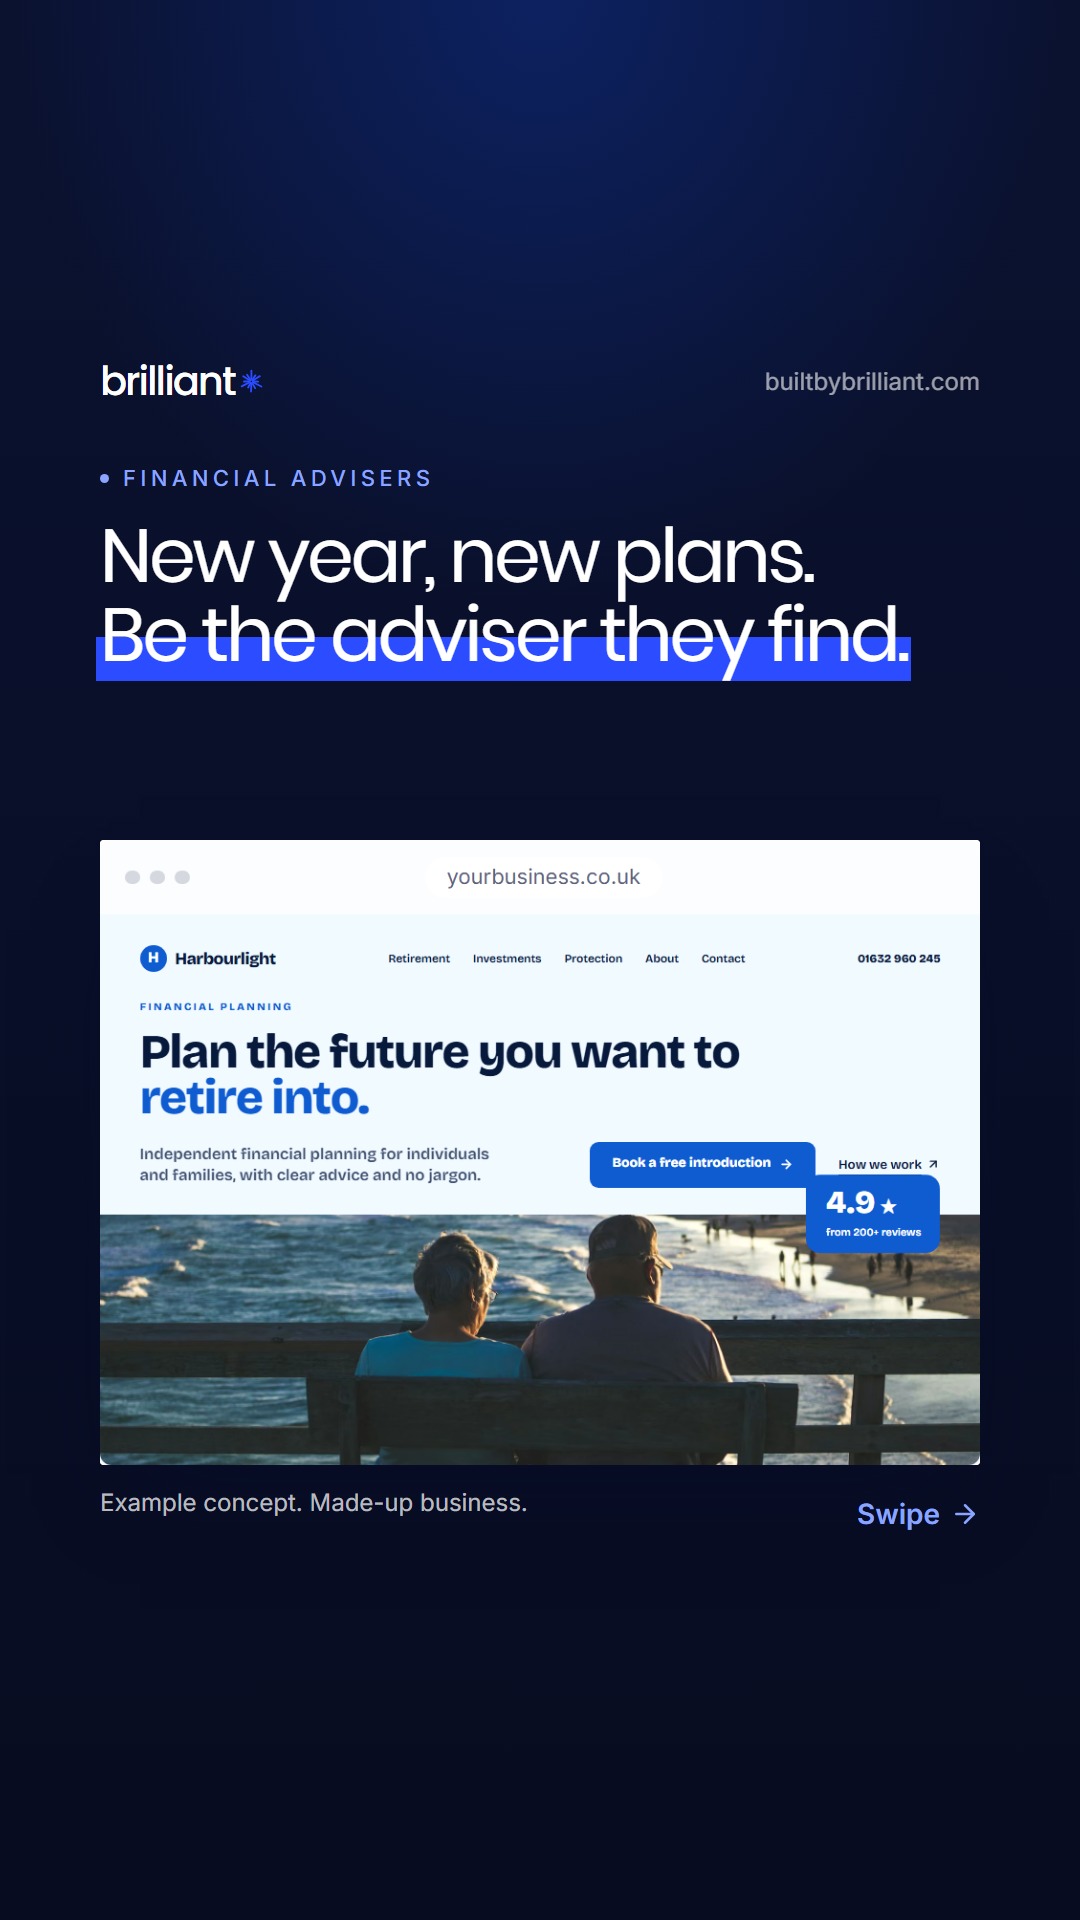 brilliant
builtbybrilliant.com
FINANCIAL ADVISERS
New year, new plans.
Be the adviser they find.
yourbusiness.co.uk
H Harbourlight
Retirement Investments Protection About Contact
01632 960 245
FINANCIAL PLANNING
Plan the future you want to
retire into.
Independent financial planning for individuals
and families, with clear advice and no jargon.
Book a free introduction →
How we work ↗
4.9 ★
from 200+ reviews
Example concept. Made-up business.
Swipe →